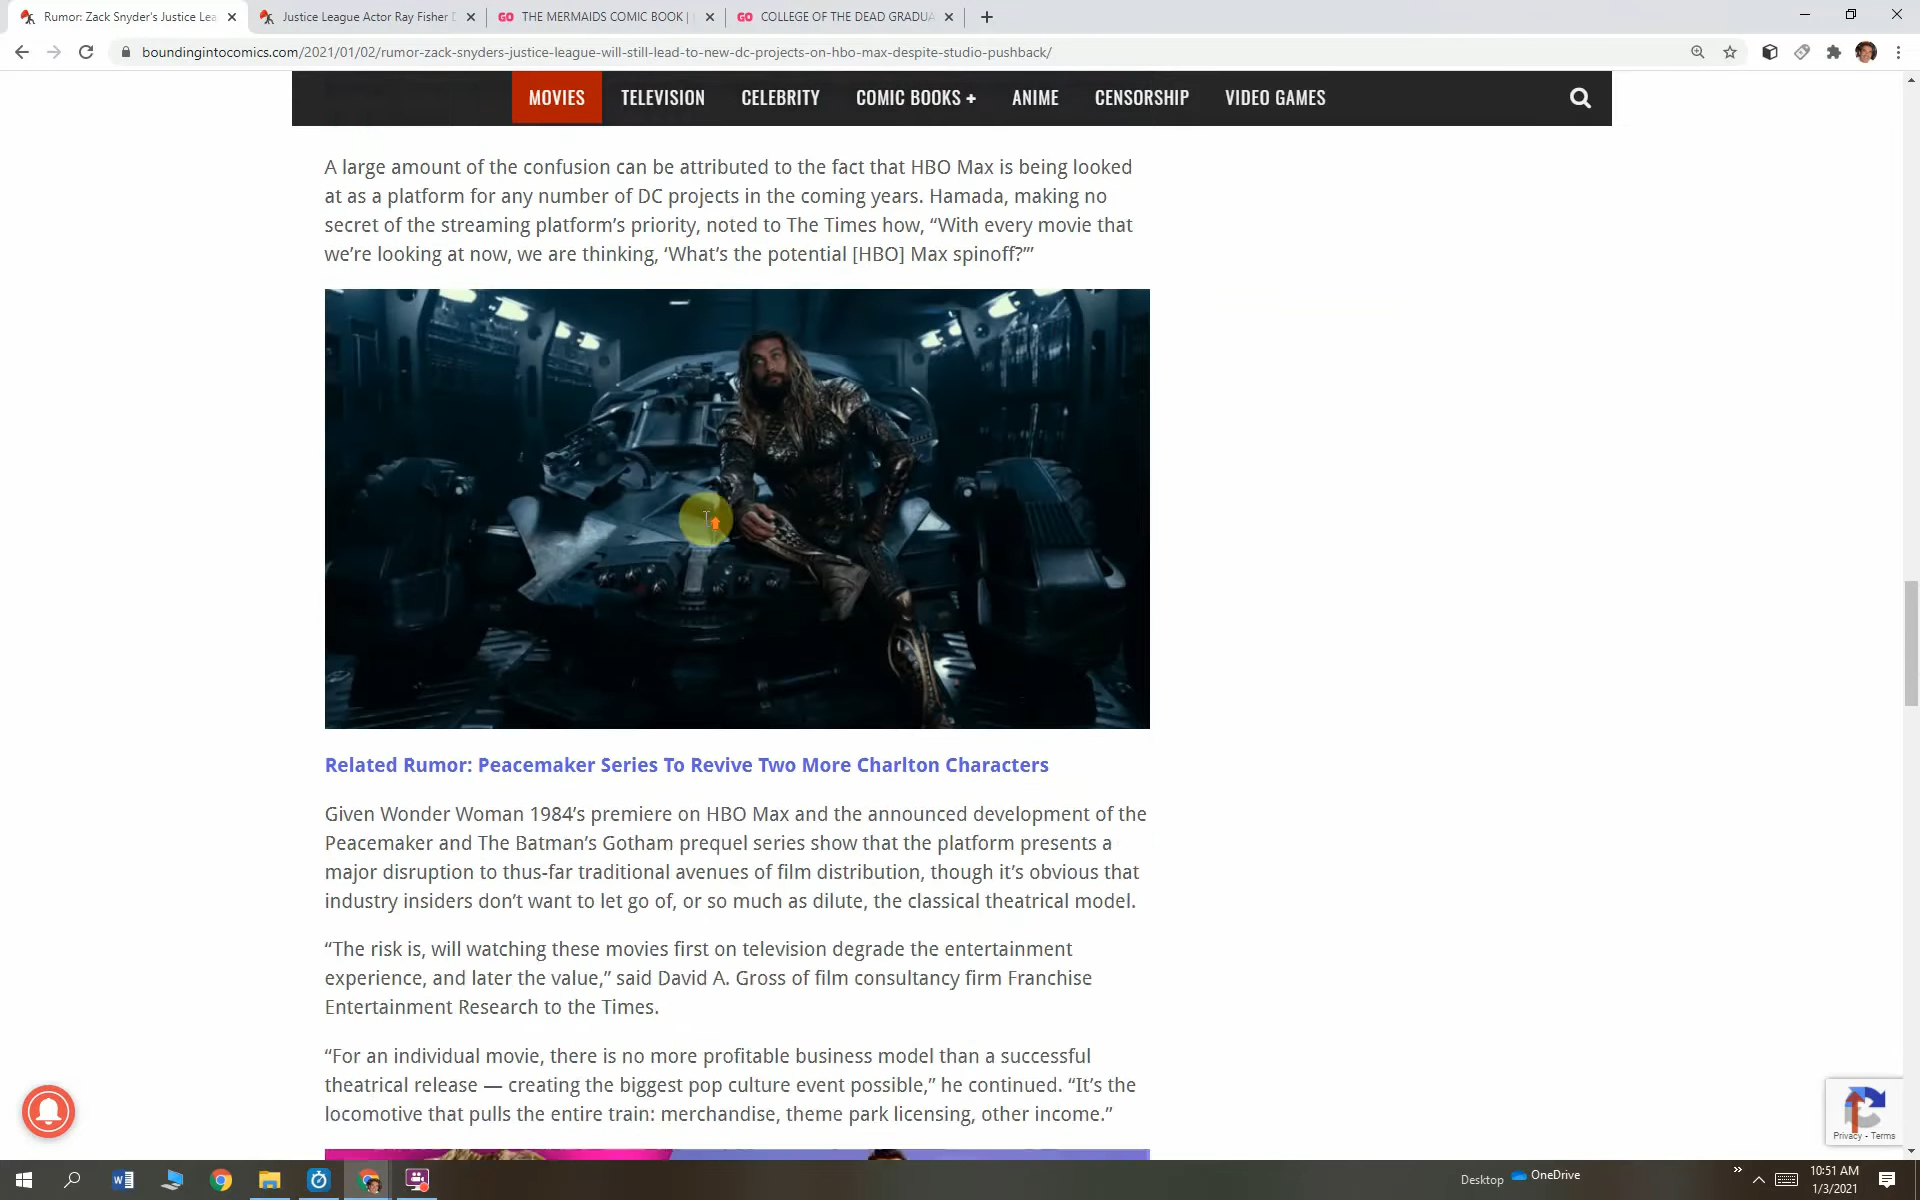 Rumor: Zack Snyder's Justice Lea
Justice League Actor Ray Fisher D
GO THE MERMAIDS COMIC BOOK |
GO COLLEGE OF THE DEAD GRADUA
boundingintocomics.com/2021/01/02/rumor-zack-snyders-justice-league-will-still-lead-to-new-dc-projects-on-hbo-max-despite-studio-pushback/
MOVIES TELEVISION CELEBRITY COMIC BOOKS + ANIME CENSORSHIP VIDEO GAMES
A large amount of the confusion can be attributed to the fact that HBO Max is being looked
at as a platform for any number of DC projects in the coming years. Hamada, making no
secret of the streaming platform’s priority, noted to The Times how, “With every movie that
we’re looking at now, we are thinking, ‘What’s the potential [HBO] Max spinoff?’”
Related Rumor: Peacemaker Series To Revive Two More Charlton Characters
Given Wonder Woman 1984’s premiere on HBO Max and the announced development of the
Peacemaker and The Batman’s Gotham prequel series show that the platform presents a
major disruption to thus-far traditional avenues of film distribution, though it’s obvious that
industry insiders don’t want to let go of, or so much as dilute, the classical theatrical model.
“The risk is, will watching these movies first on television degrade the entertainment
experience, and later the value,” said David A. Gross of film consultancy firm Franchise
Entertainment Research to the Times.
“For an individual movie, there is no more profitable business model than a successful
theatrical release — creating the biggest pop culture event possible,” he continued. “It’s the
locomotive that pulls the entire train: merchandise, theme park licensing, other income.”
Privacy - Terms
Desktop OneDrive
10:51 AM
1/3/2021